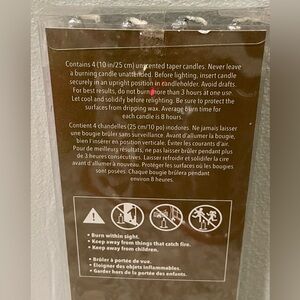 Contains 4 (10 in/25 cm) unscented taper candles. Never leave
a burning candle unattended. Before lighting, insert candle
securely in an upright position in candleholder. Avoid drafts.
For best results, do not burn more than 3 hours at one use.
Let cool and solidify before relighting. Be sure to protect the
surfaces from dripping wax. Average burn time for
each candle is 8 hours.
Contient 4 chandelles (25 cm/10 po) inodores. Ne jamais laisser
une bougie brûler sans surveillance. Avant d'allumer la bougie,
bien l'insérer en position verticale. Éviter les courants d'air.
Pour de meilleurs résultats, ne pas laisser brûler pendant plus
de 3 heures consécutives. Laisser refroidir et solidifier la cire
avant d'allumer à nouveau. Protéger les surfaces où les bougies
sont posées. Chaque bougie brûlera pendant
environ 8 heures.
• Burn within sight.
• Keep away from things that catch fire.
• Keep away from children.
• Brûler à portée de vue.
• Éloigner des objets inflammables.
• Garder hors de la portée des enfants.